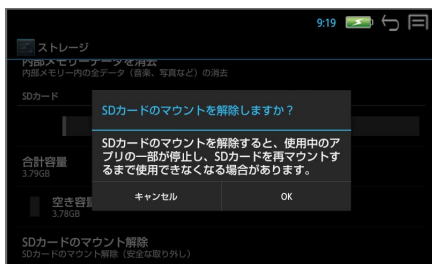 9:19
ストレージ
内部メモリーデータを消去
内部メモリー内の全データ（音楽、写真など）の消去
SDカード
SDカードのマウントを解除しますか？
SDカードのマウントを解除すると、使用中のア
プリの一部が停止し、SDカードを再マウントす
るまで使用できなくなる場合があります。
合計容量
3.79GB
キャンセル
OK
空き容量
3.78GB
SDカードのマウント解除
SDカードのマウント解除（安全な取り外し）